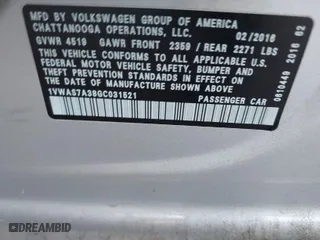 MFD BY VOLKSWAGEN GROUP OF AMERICA
CHATTANOOGA OPERATIONS, LLC. 02/2016
GVWR 4519 GAWR FRONT 2359 / REAR 2271 LBS
THIS VEHICLE CONFORMS TO ALL APPLICABLE
FEDERAL MOTOR VEHICLE SAFETY, BUMPER AND
THEFT PREVENTION STANDARDS IN EFFECT ON
THE DATE OF MANUFACTURE SHOWN ABOVE.
1VWAS7A38GC031521
PASSENGER CAR
0610449 2016 62
DREAMBID